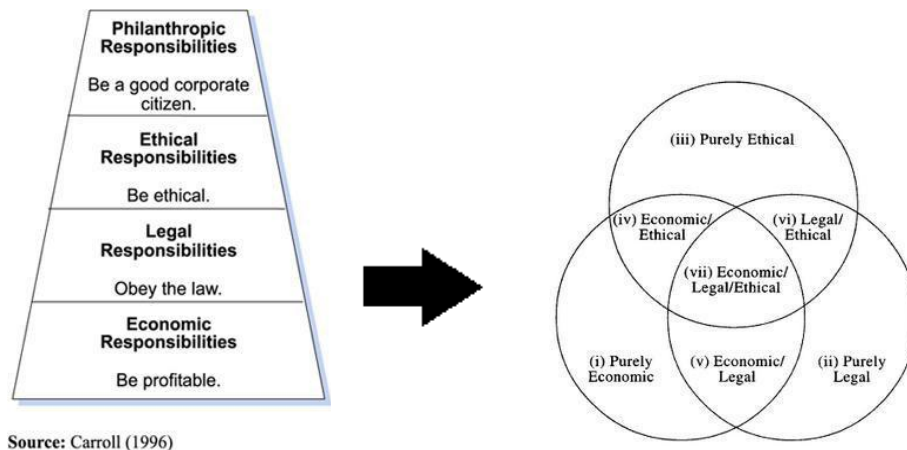 Philanthropic
Responsibilities
Be a good corporate
citizen.
Ethical
Responsibilities
Be ethical.
Legal
Responsibilities
Obey the law.
Economic
Responsibilities
Be profitable.
Source: Carroll (1996)
(iii) Purely Ethical
(iv) Economic/
Ethical
(vi) Legal/
Ethical
(vii) Economic/
Legal/Ethical
(i) Purely
Economic
(v) Economic/
Legal
(ii) Purely
Legal